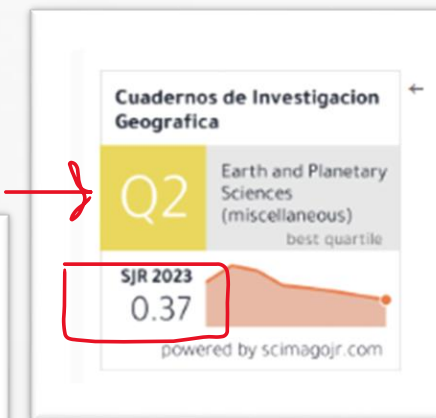 Cuadernos de Investigacion
Geografica
Q2
Earth and Planetary
Sciences
(miscellaneous)
best quartile
SJR 2023
0.37
powered by scimagojr.com